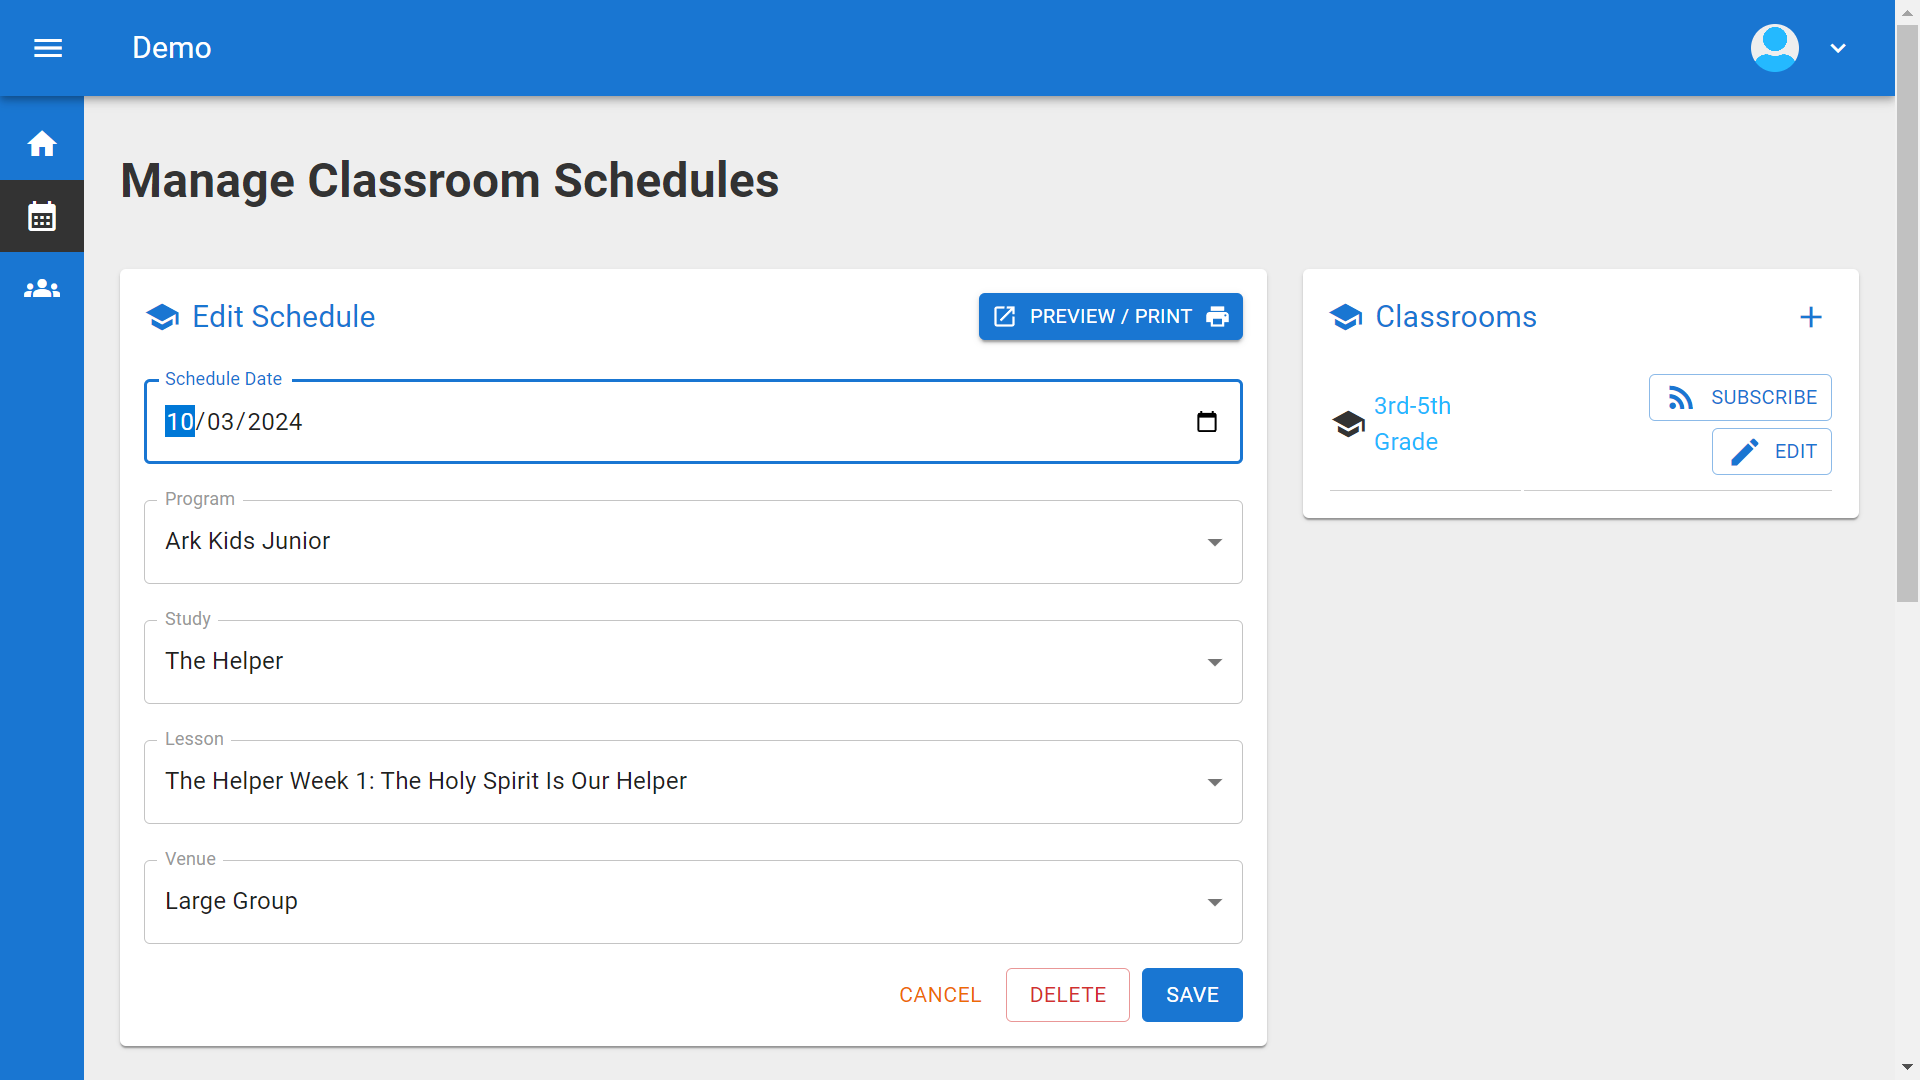 Demo
Manage Classroom Schedules
Edit Schedule
PREVIEW / PRINT
Schedule Date
10/03/2024
Program
Ark Kids Junior
Study
The Helper
Lesson
The Helper Week 1: The Holy Spirit Is Our Helper
Venue
Large Group
CANCEL
DELETE
SAVE
Classrooms
3rd-5th
Grade
SUBSCRIBE
EDIT